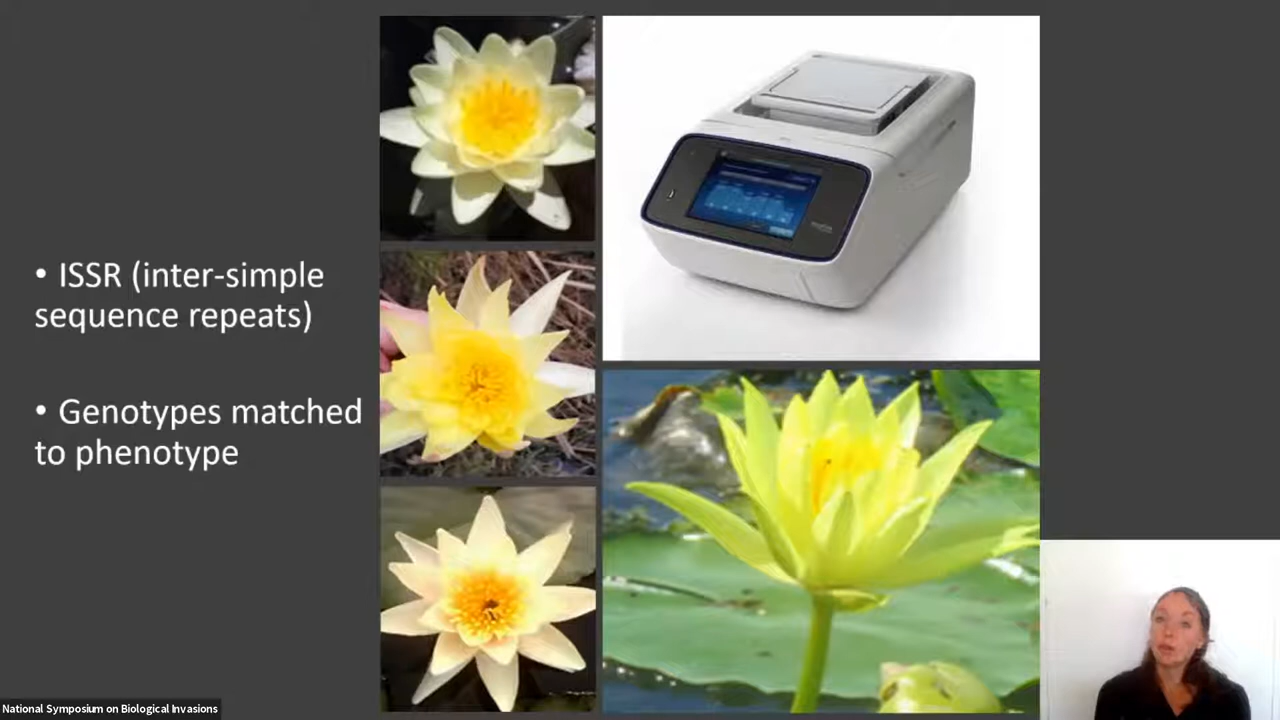 • ISSR (inter-simple
sequence repeats)
• Genotypes matched
to phenotype
National Symposium on Biological Invasions